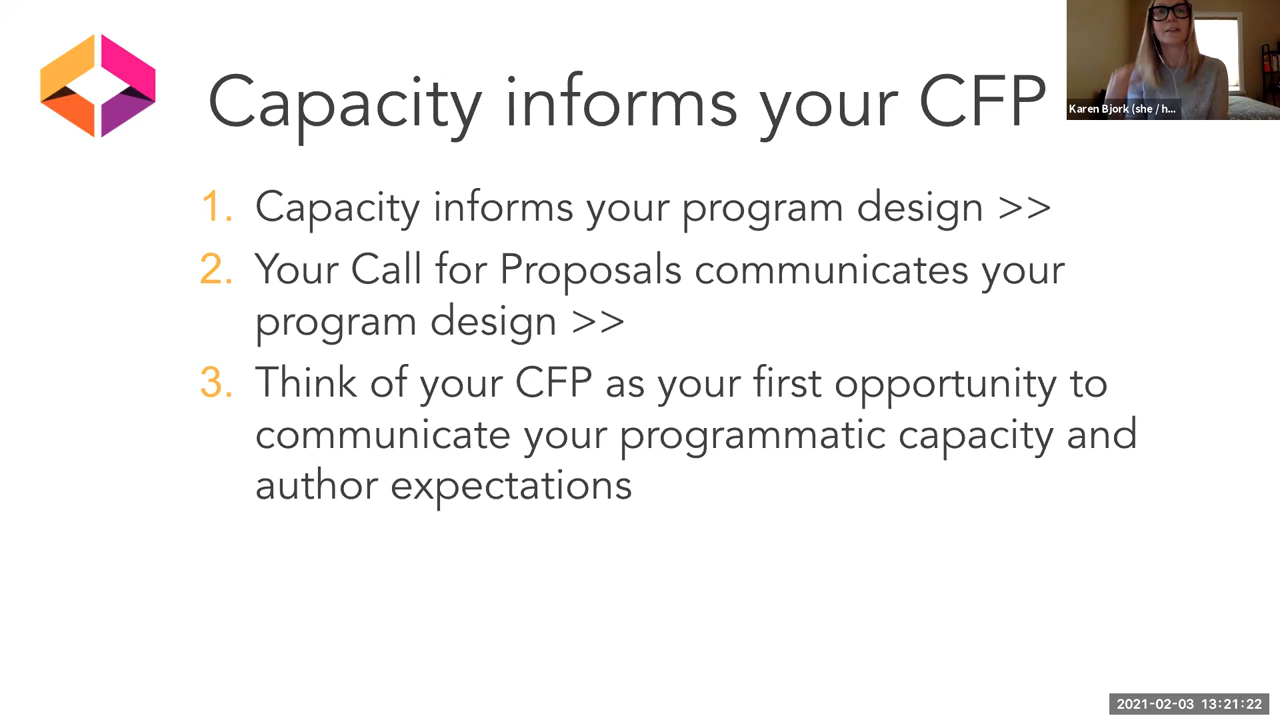 Capacity informs your CFP
Karen Bjork (she / h...
1. Capacity informs your program design >>
2. Your Call for Proposals communicates your
program design >>
3. Think of your CFP as your first opportunity to
communicate your programmatic capacity and
author expectations
2021-02-03 13:21:22